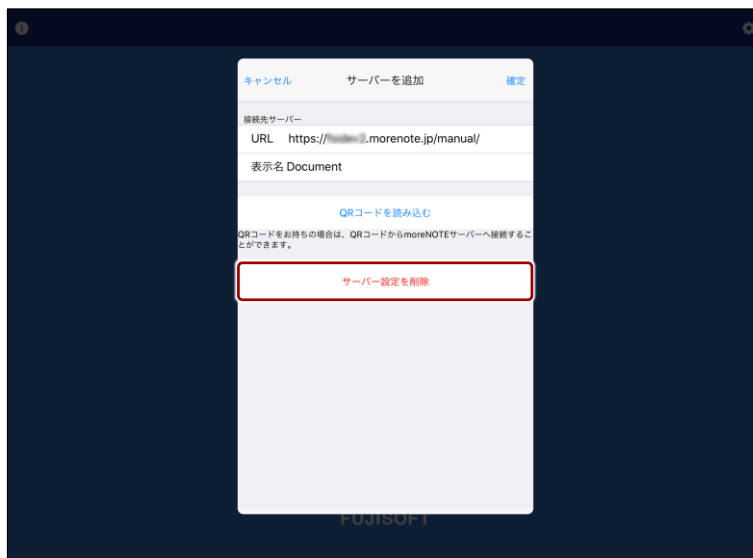 キャンセル サーバーを追加 確定
接続先サーバー
URL https:// .morenote.jp/manual/
表示名 Document
QRコードを読み込む
QRコードをお持ちの場合は、QRコードからmoreNOTEサーバーへ接続するこ
とができます。
サーバー設定を削除
FUJISOFT